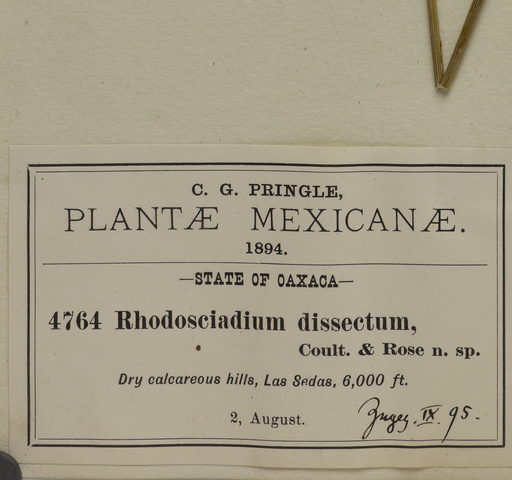 C. G. PRINGLE,
PLANTÆ MEXICANÆ.
1894.
—STATE OF OAXACA—
4764 Rhodosciadium dissectum,
Coult. & Rose n. sp.
Dry calcareous hills, Las Sedas, 6,000 ft.
2, August.
IX. 95.